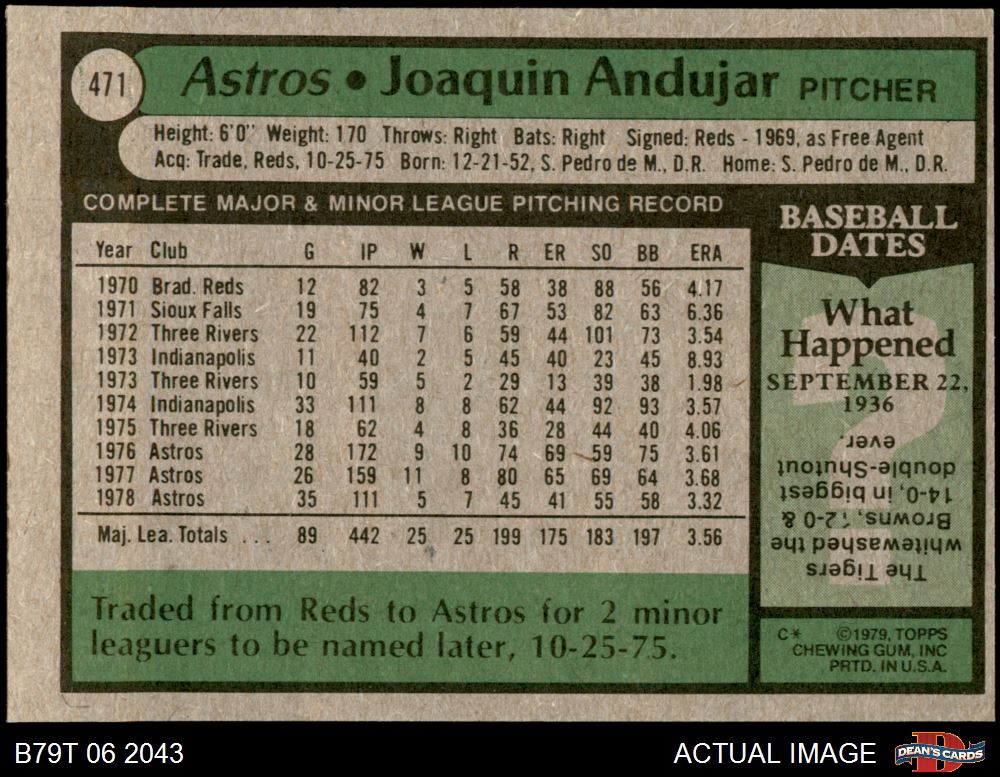 471 Astros • Joaquin Andujar PITCHER
Height: 6'0" Weight: 170 Throws: Right Bats: Right Signed: Reds - 1969, as Free Agent
Acq: Trade, Reds, 10-25-75 Born: 12-21-52, S. Pedro de M., D.R. Home: S. Pedro de M., D.R.
COMPLETE MAJOR & MINOR LEAGUE PITCHING RECORD
Year Club G IP W L R ER SO BB ERA
1970 Brad. Reds 12 82 3 5 58 38 88 56 4.17
1971 Sioux Falls 19 75 4 7 67 53 82 63 6.36
1972 Three Rivers 22 112 7 6 59 44 101 73 3.54
1973 Indianapolis 11 40 2 5 45 40 23 45 8.93
1973 Three Rivers 10 59 5 2 29 13 39 38 1.98
1974 Indianapolis 33 111 8 8 62 44 92 93 3.57
1975 Three Rivers 18 62 4 8 36 28 44 40 4.06
1976 Astros 28 172 9 10 74 69 59 75 3.61
1977 Astros 26 159 11 8 80 65 69 64 3.68
1978 Astros 35 111 5 7 45 41 55 58 3.32
Maj. Lea. Totals ... 89 442 25 25 199 175 183 197 3.56
Traded from Reds to Astros for 2 minor
leaguers to be named later, 10-25-75.
BASEBALL
DATES
What
Happened
SEPTEMBER 22,
1936
?
The Tigers
whitewashed the
Browns, 12-0 &
14-0, in biggest
double-Shutout
ever.
C* ©1979, TOPPS
CHEWING GUM, INC
PRTD. IN U.S.A.
B79T 06 2043
ACTUAL IMAGE
D
DEAN'S CARDS